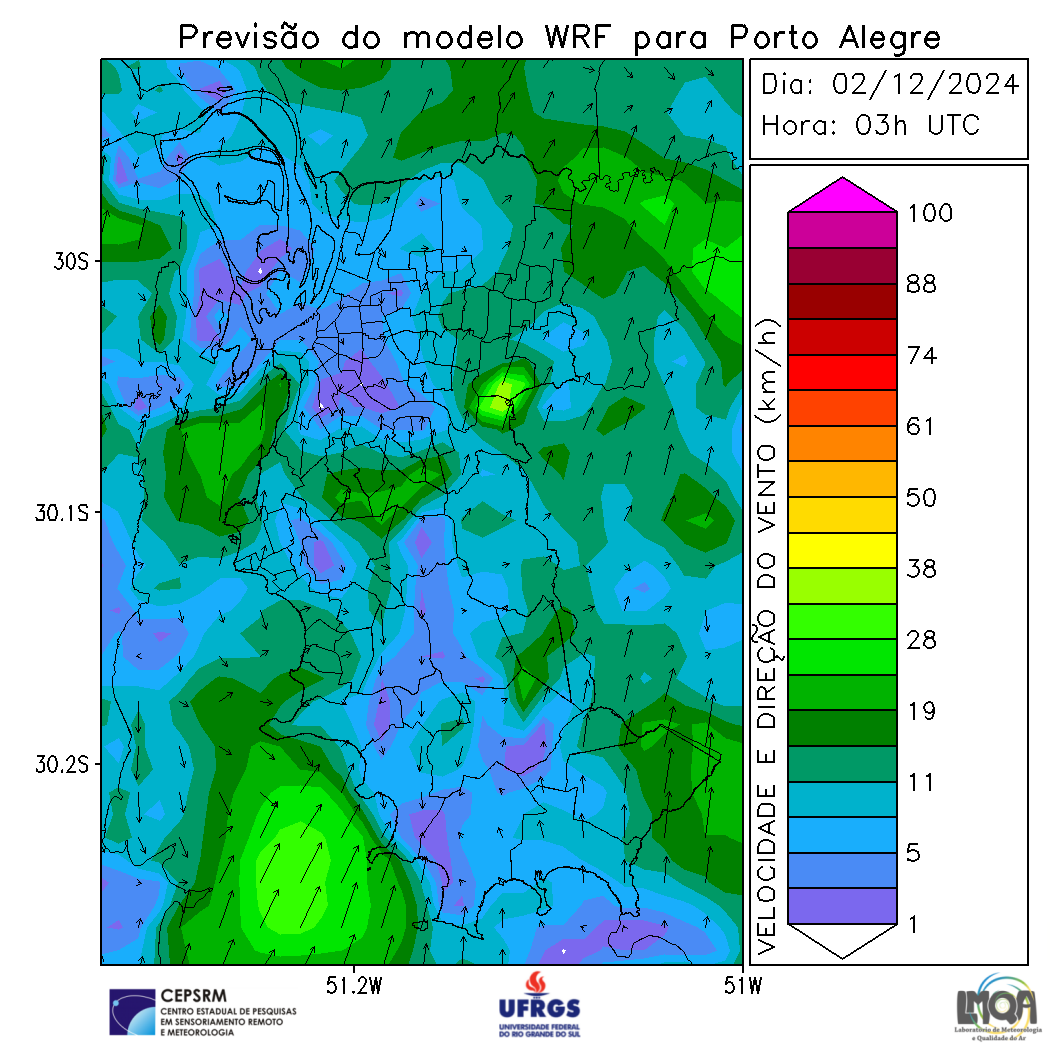 Previsão do modelo WRF para Porto Alegre
Dia: 02/12/2024
Hora: 03h UTC
30S
30.1S
30.2S
51.2W
51W
VELOCIDADE E DIREÇÃO DO VENTO (km/h)
100
88
74
61
50
38
28
19
11
5
1
CEPSRM
CENTRO ESTADUAL DE PESQUISAS
EM SENSORIAMENTO REMOTO
E METEOROLOGIA
UFRGS
UNIVERSIDADE FEDERAL
DO RIO GRANDE DO SUL
LMQA
Laboratório de Meteorologia
e Qualidade do Ar